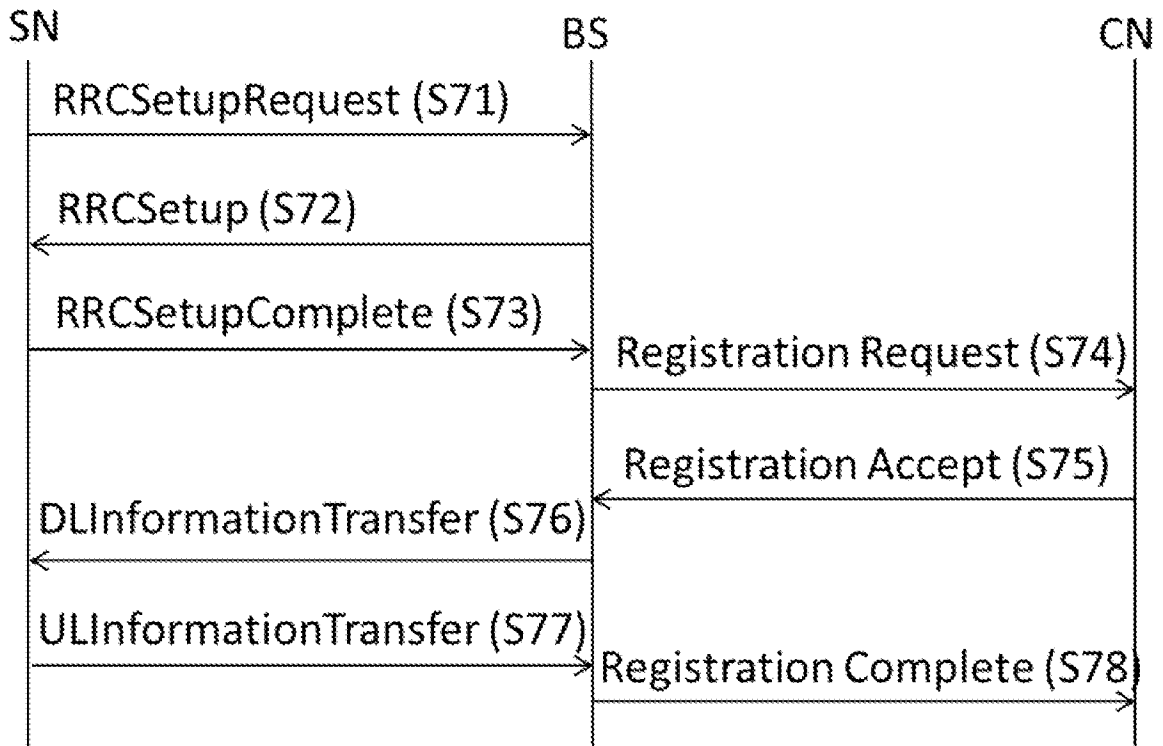 SN
BS
CN
RRCSetupRequest (S71)
RRCSetup (S72)
RRCSetupComplete (S73)
Registration Request (S74)
Registration Accept (S75)
DLInformationTransfer (S76)
ULInformationTransfer (S77)
Registration Complete (S78)